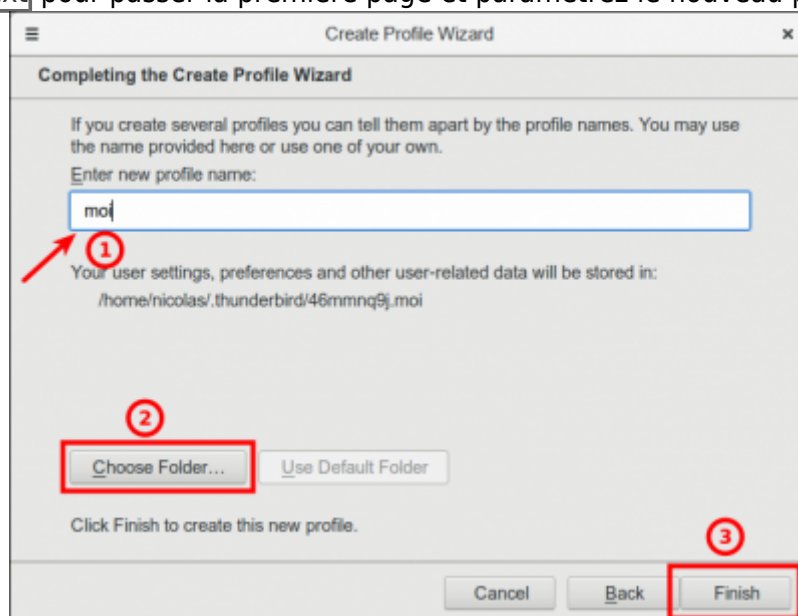 xt pour passer la première page et paramétrez le nouveau p
Create Profile Wizard
Completing the Create Profile Wizard
If you create several profiles you can tell them apart by the profile names. You may use
the name provided here or use one of your own.
Enter new profile name:
moi
1
Your user settings, preferences and other user-related data will be stored in:
/home/nicolas/.thunderbird/46mmnq9j.moi
2
Choose Folder... Use Default Folder
Click Finish to create this new profile.
3
Cancel Back Finish